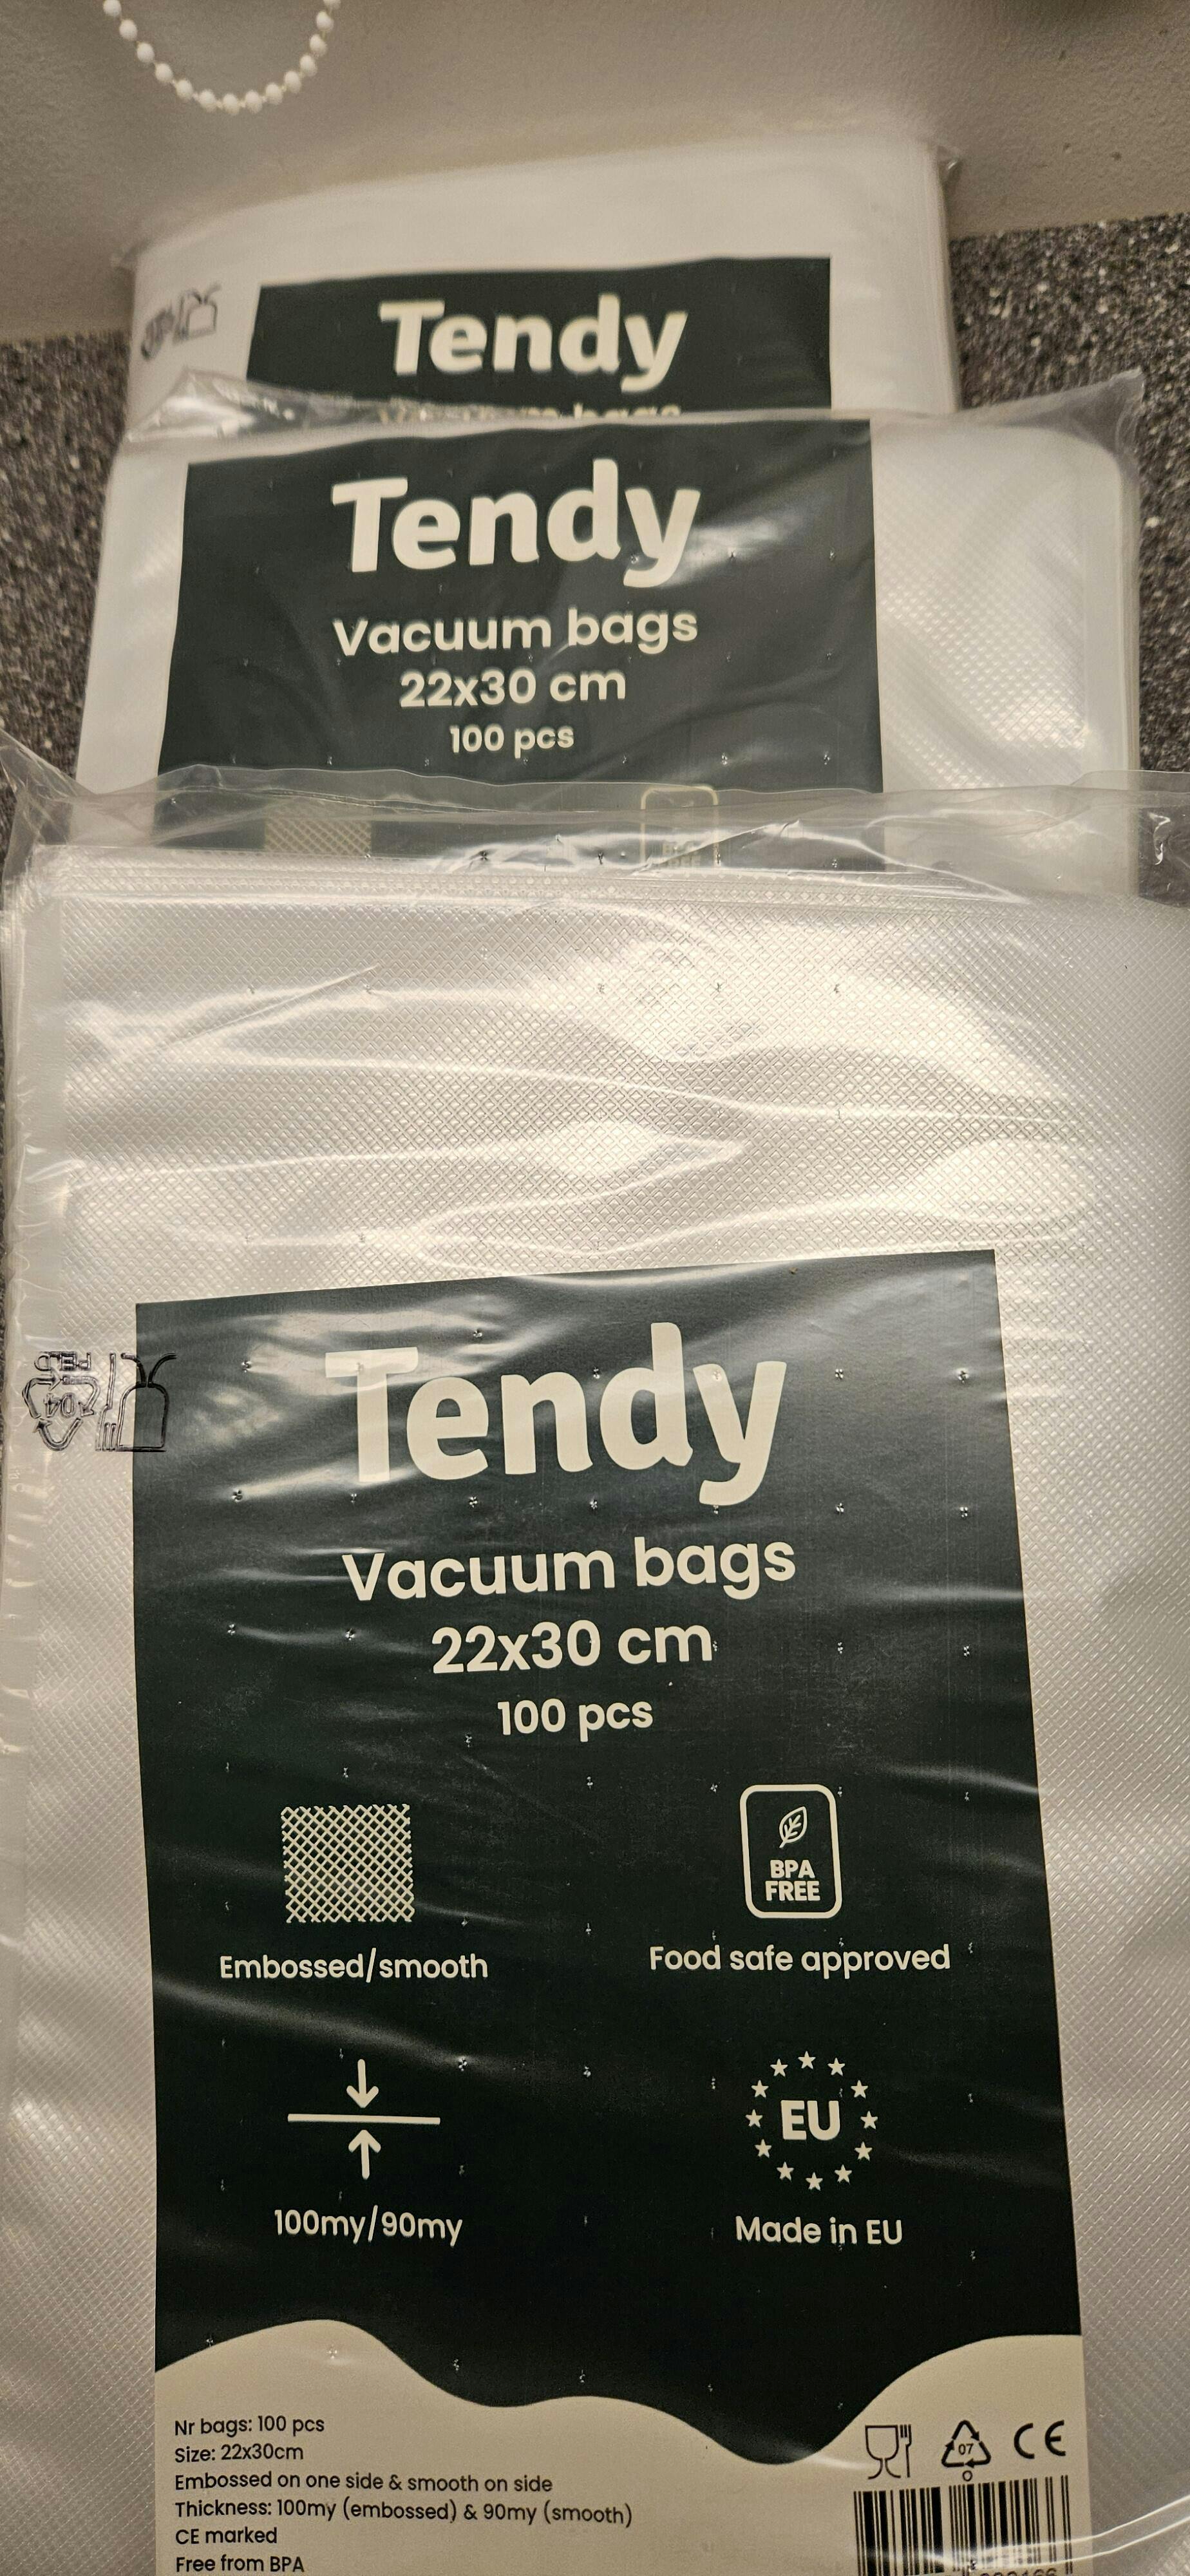 Tendy
Tendy
Vacuum bags
22x30 cm
100 pcs
Tendy
Vacuum bags
22x30 cm
100 pcs
BPA
FREE
Embossed/smooth
Food safe approved
EU
100my/90my
Made in EU
Nr bags: 100 pcs
Size: 22x30cm
Embossed on one side & smooth on side
Thickness: 100my (embossed) & 90my (smooth)
CE marked
Free from BPA
07
O
CE